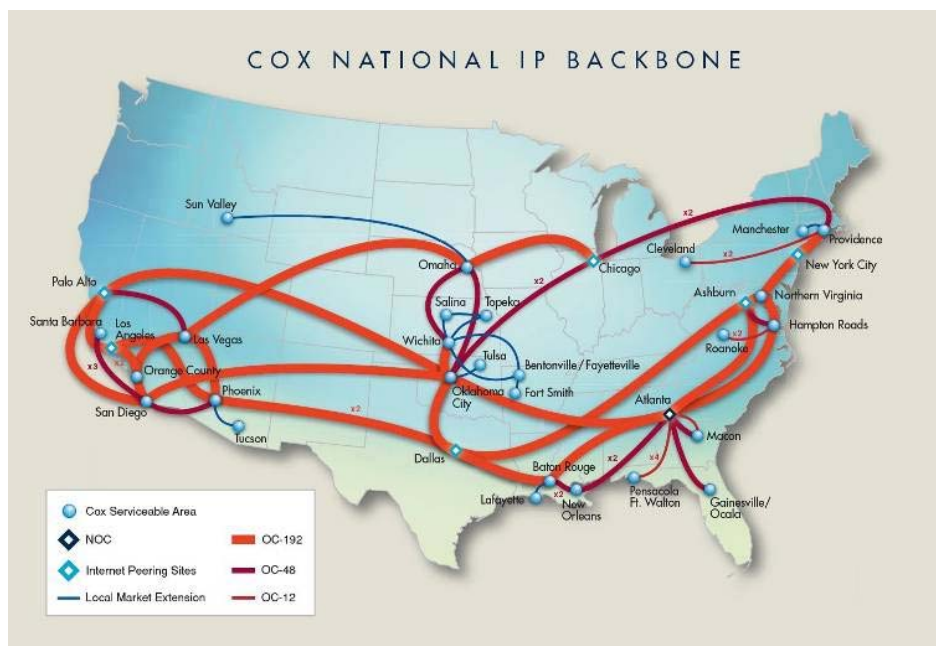 COX NATIONAL IP BACKBONE
Sun Valley
x2
Manchester
Providence
Cleveland
x2
New York City
Omaha
x2
Chicago
Palo Alto
Ashburn
Northern Virginia
Salina
Topeka
Santa Barbara
Los
Angeles
Las Vegas
Wichita
Hampton Roads
x2
Roanoke
Tulsa
Bentonville/Fayetteville
x3
Orange County
Oklahoma
City
Fort Smith
Phoenix
Atlanta
San Diego
x2
Tucson
Macon
Dallas
Baton Rouge
x2
x4
Lafayette
x2
New
Orleans
Pensacola
Ft. Walton
Gainesville/
Ocala
Cox Serviceable Area
NOC
OC-192
Internet Peering Sites
OC-48
Local Market Extension
OC-12